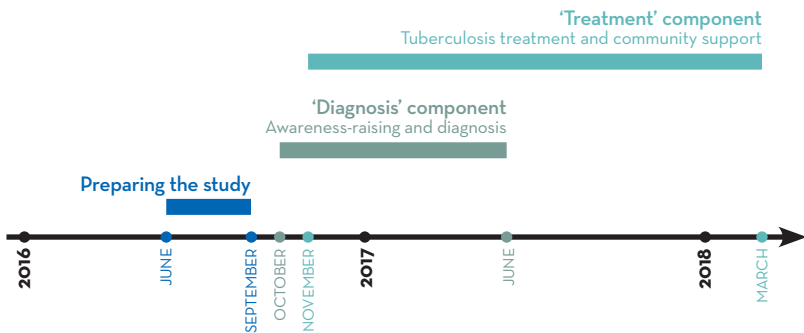 ‘Treatment’ component
Tuberculosis treatment and community support
‘Diagnosis’ component
Awareness-raising and diagnosis
Preparing the study
2016
JUNE
SEPTEMBER
OCTOBER
NOVEMBER
2017
JUNE
2018
MARCH